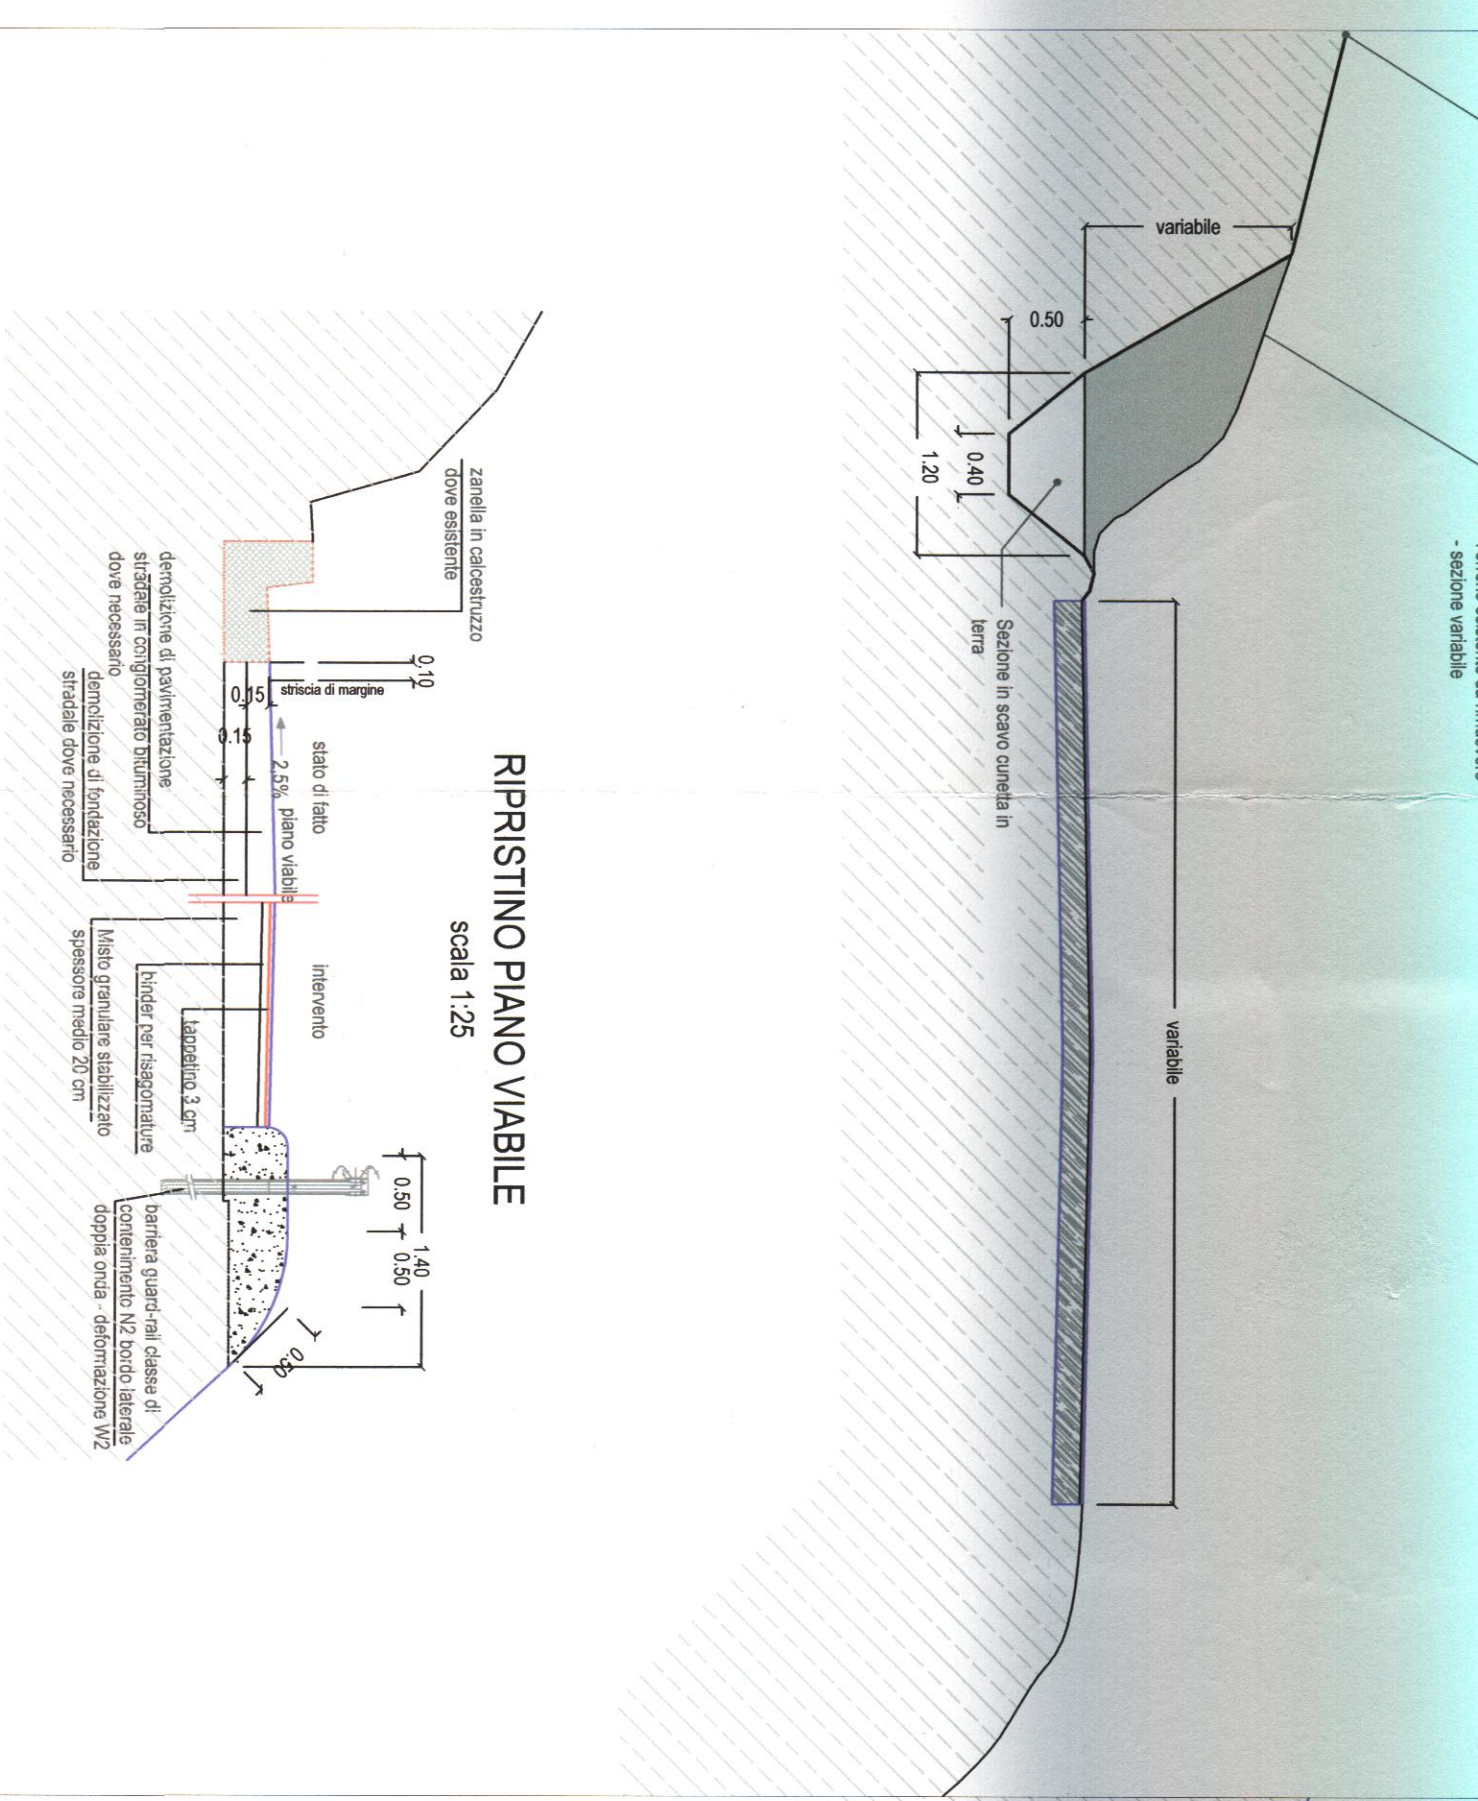 - sezione variabile
variabile
0.50
0.40
1.20
Sezione in scavo cunetta in
terra
variabile
RIPRISTINO PIANO VIABILE
scala 1:25
zanella in calcestruzzo
dove esistente
0,10
striscia di margine
0.15
0.15
stato di fatto
2,5% piano viabile
intervento
demolizione di pavimentazione
stradale in conglomerato bituminoso
dove necessario
demolizione di fondazione
stradale dove necessario
tappetino 3 cm
binder per risagomature
Misto granulare stabilizzato
spessore medio 20 cm
1.40
0.50
0.50
0.50
barriera guard-rail classe di
contenimento N2 bordo laterale
doppia onda - deformazione W2